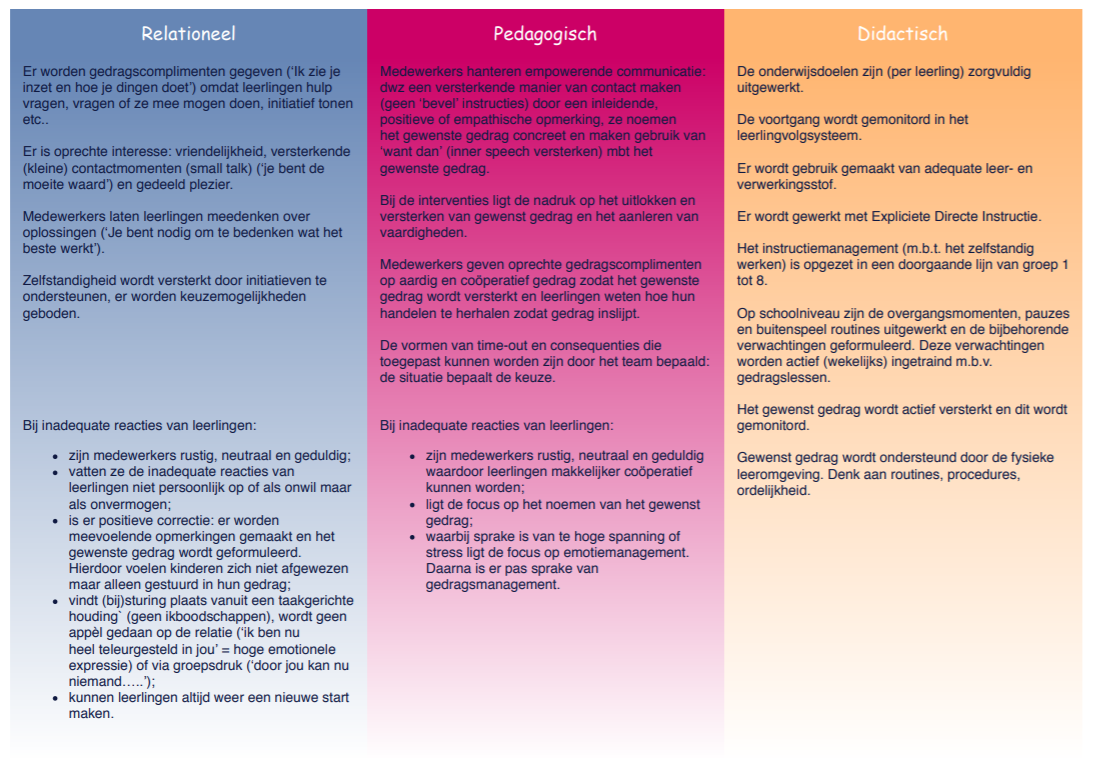 Relationeel
Er worden gedragscomplimenten gegeven (‘Ik zie je
inzet en hoe je dingen doet’) omdat leerlingen hulp
vragen, vragen of ze mee mogen doen, initiatief tonen
etc..
Er is oprechte interesse: vriendelijkheid, versterkende
(kleine) contactmomenten (small talk) (‘je bent de
moeite waard’) en gedeeld plezier.
Medewerkers laten leerlingen meedenken over
oplossingen (‘Je bent nodig om te bedenken wat het
beste werkt’).
Zelfstandigheid wordt versterkt door initiatieven te
ondersteunen, er worden keuzemogelijkheden
geboden.
Bij inadequate reacties van leerlingen:
• zijn medewerkers rustig, neutraal en geduldig;
• vatten ze de inadequate reacties van
leerlingen niet persoonlijk op of als onwil maar
als onvermogen;
• is er positieve correctie: er worden
meevoelende opmerkingen gemaakt en het
gewenste gedrag wordt geformuleerd.
Hierdoor voelen kinderen zich niet afgewezen
maar alleen gestuurd in hun gedrag;
• vindt (bij)sturing plaats vanuit een taakgerichte
houding` (geen ikboodschappen), wordt geen
appèl gedaan op de relatie (‘ik ben nu
heel teleurgesteld in jou’ = hoge emotionele
expressie) of via groepsdruk (‘door jou kan nu
niemand…..’);
• kunnen leerlingen altijd weer een nieuwe start
maken.
Pedagogisch
Medewerkers hanteren empowerende communicatie:
dwz een versterkende manier van contact maken
(geen ‘bevel’ instructies) door een inleidende,
positieve of empathische opmerking, ze noemen
het gewenste gedrag concreet en maken gebruik van
‘want dan’ (inner speech versterken) mbt het
gewenste gedrag.
Bij de interventies ligt de nadruk op het uitlokken en
versterken van gewenst gedrag en het aanleren van
vaardigheden.
Medewerkers geven oprechte gedragscomplimenten
op aardig en coöperatief gedrag zodat het gewenste
gedrag wordt versterkt en leerlingen weten hoe hun
handelen te herhalen zodat gedrag inslijpt.
De vormen van time-out en consequenties die
toegepast kunnen worden zijn door het team bepaald:
de situatie bepaalt de keuze.
Bij inadequate reacties van leerlingen:
• zijn medewerkers rustig, neutraal en geduldig
waardoor leerlingen makkelijker coöperatief
kunnen worden;
• ligt de focus op het noemen van het gewenst
gedrag;
• waarbij sprake is van te hoge spanning of
stress ligt de focus op emotiemanagement.
Daarna is er pas sprake van
gedragsmanagement.
Didactisch
De onderwijsdoelen zijn (per leerling) zorgvuldig
uitgewerkt.
De voortgang wordt gemonitord in het
leerlingvolgsysteem.
Er wordt gebruik gemaakt van adequate leer- en
verwerkingsstof.
Er wordt gewerkt met Expliciete Directe Instructie.
Het instructiemanagement (m.b.t. het zelfstandig
werken) is opgezet in een doorgaande lijn van groep 1
tot 8.
Op schoolniveau zijn de overgangsmomenten, pauzes
en buitenspeel routines uitgewerkt en de bijbehorende
verwachtingen geformuleerd. Deze verwachtingen
worden actief (wekelijks) ingetraind m.b.v.
gedragslessen.
Het gewenst gedrag wordt actief versterkt en dit wordt
gemonitord.
Gewenst gedrag wordt ondersteund door de fysieke
leeromgeving. Denk aan routines, procedures,
ordelijkheid.